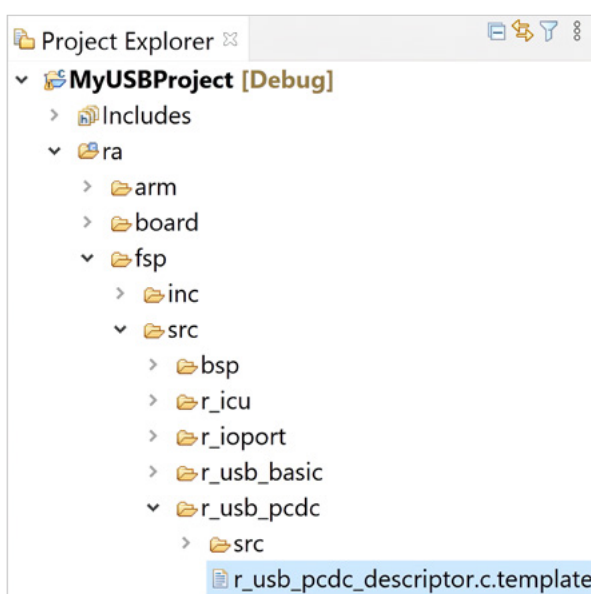 Project Explorer
MyUSBProject [Debug]
Includes
ra
arm
board
fsp
inc
src
bsp
r_icu
r_ioport
r_usb_basic
r_usb_pcdc
src
r_usb_pcdc_descriptor.c.template